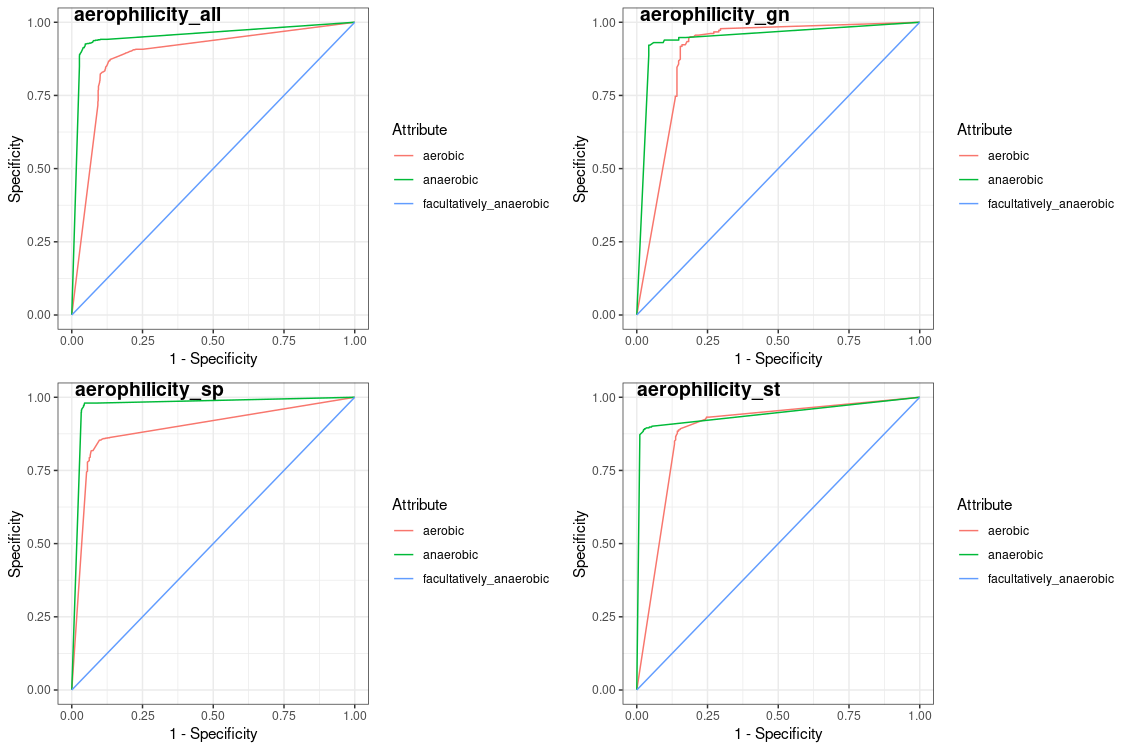 aerophilicity_all
1.00
0.75
0.50
0.25
0.00
Specificity
0.00 0.25 0.50 0.75 1.00
1 - Specificity
Attribute
aerobic
anaerobic
facultatively_anaerobic
aerophilicity_gn
1.00
0.75
0.50
0.25
0.00
Specificity
0.00 0.25 0.50 0.75 1.00
1 - Specificity
Attribute
aerobic
anaerobic
facultatively_anaerobic
aerophilicity_sp
1.00
0.75
0.50
0.25
0.00
Specificity
0.00 0.25 0.50 0.75 1.00
1 - Specificity
Attribute
aerobic
anaerobic
facultatively_anaerobic
aerophilicity_st
1.00
0.75
0.50
0.25
0.00
Specificity
0.00 0.25 0.50 0.75 1.00
1 - Specificity
Attribute
aerobic
anaerobic
facultatively_anaerobic